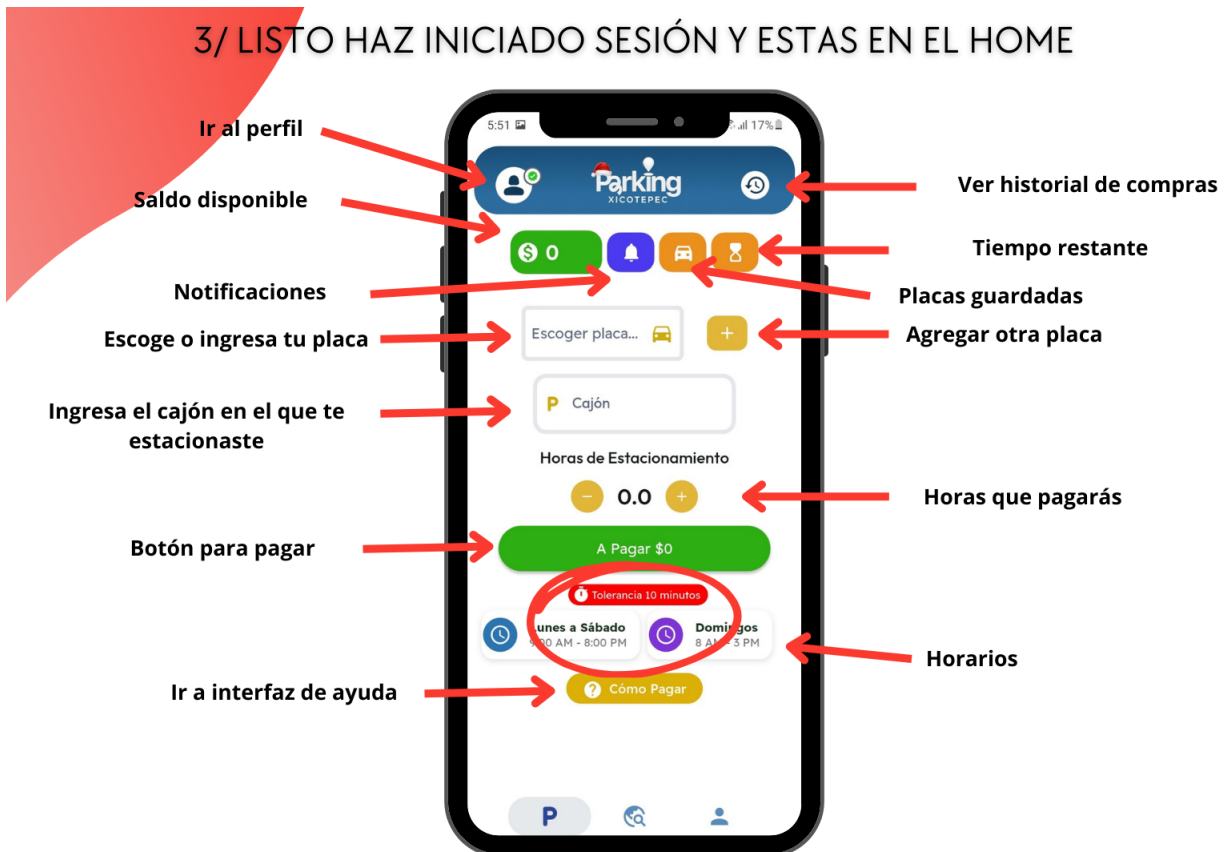 3/ LISTO HAZ INICIADO SESIÓN Y ESTAS EN EL HOME
5:51
17%
Ir al perfil
Parking
XICOTEPEC
Ver historial de compras
Saldo disponible
$ 0
Tiempo restante
Notificaciones
Placas guardadas
Escoge o ingresa tu placa
Escoger placa...
+
Agregar otra placa
Ingresa el cajón en el que te
estacionaste
P Cajón
Horas de Estacionamiento
− 0.0 +
Horas que pagarás
Botón para pagar
A Pagar $0
Tolerancia 10 minutos
Lunes a Sábado
9:00 AM - 8:00 PM
Domingos
8 AM - 3 PM
Horarios
Ir a interfaz de ayuda
? Cómo Pagar
P